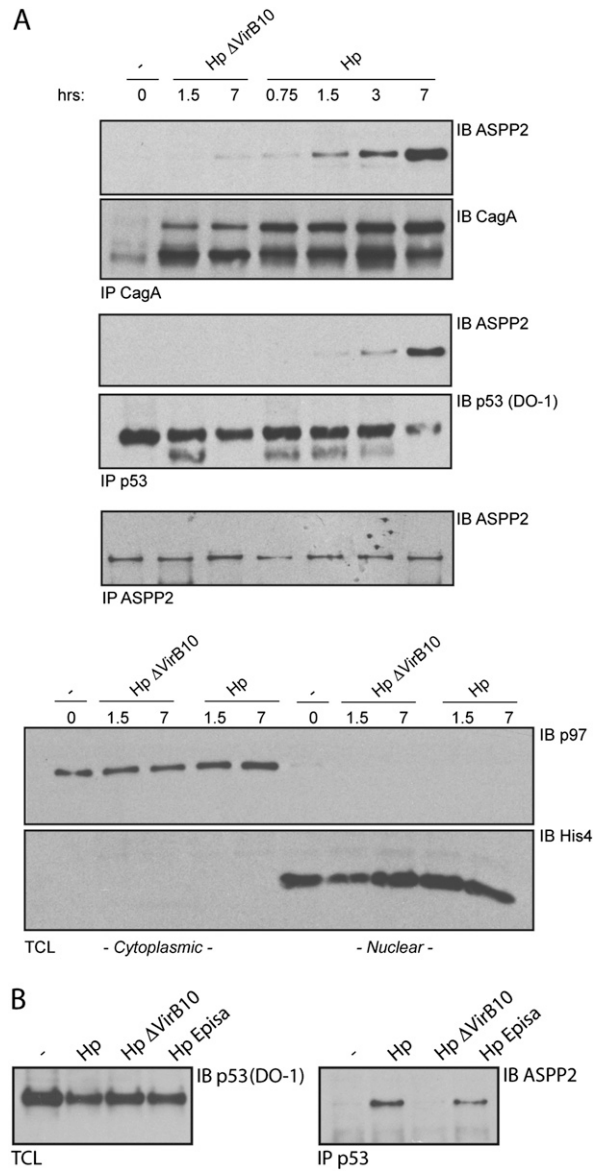 A
- Hp ΔVirB10 Hp
hrs: 0 1.5 7 0.75 1.5 3 7
IB ASPP2
IB CagA
IP CagA
IB ASPP2
IB p53 (DO-1)
IP p53
IB ASPP2
IP ASPP2
- Hp ΔVirB10 Hp - Hp ΔVirB10 Hp
0 1.5 7 1.5 7 0 1.5 7 1.5 7
IB p97
IB His4
TCL - Cytoplasmic - - Nuclear -
B
- Hp Hp ΔVirB10 Hp Episa
IB p53(DO-1)
TCL
- Hp Hp ΔVirB10 Hp Episa
IB ASPP2
IP p53